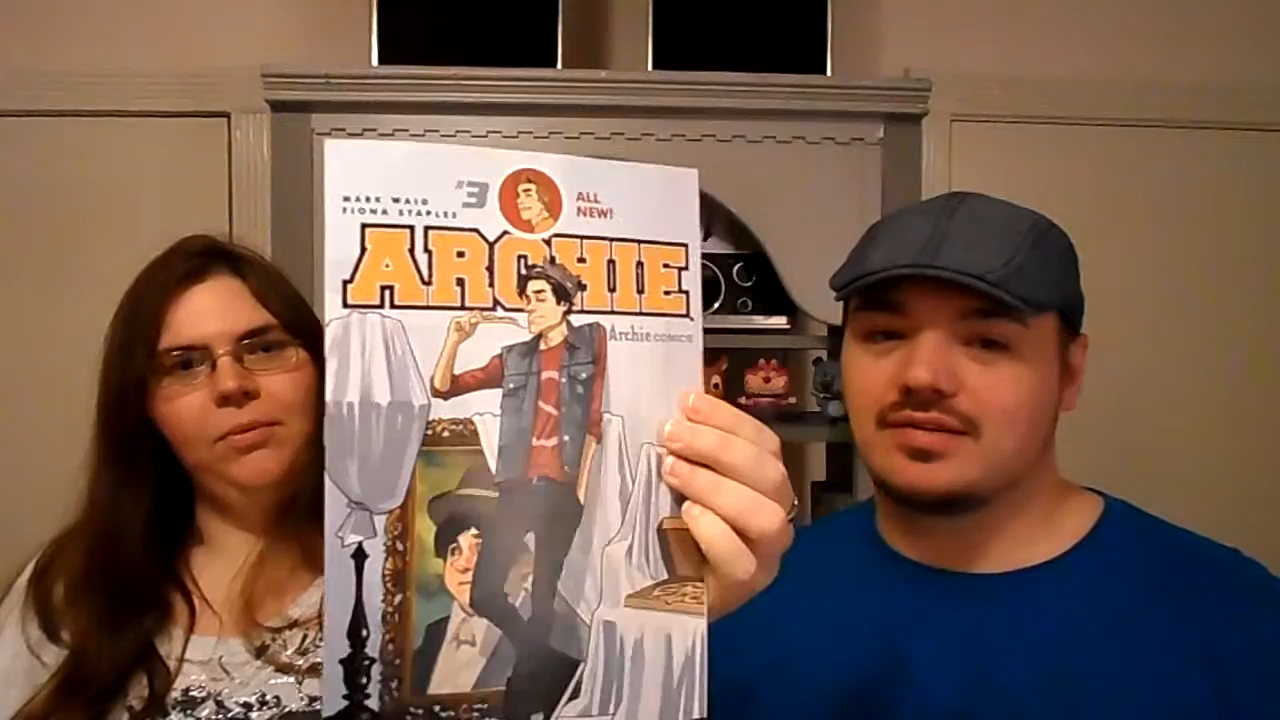 MARK WAID
FIONA STAPLES
#3
ALL
NEW!
ARCHIE
Archie COMICS